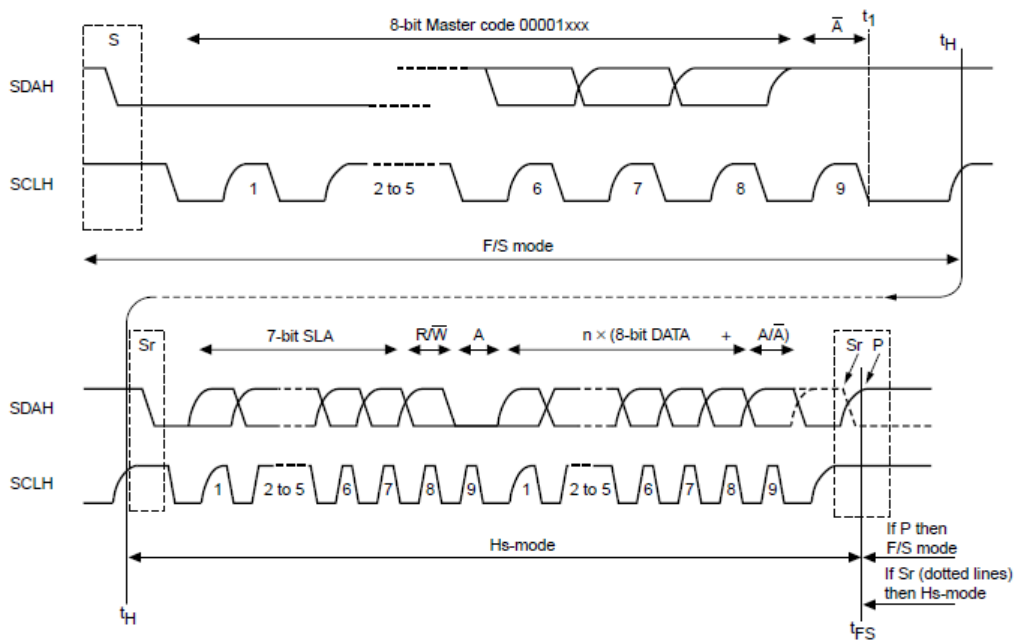 S
8-bit Master code 00001xxx
A̅
t1
tH
SDAH
SCLH
1
2 to 5
6
7
8
9
F/S mode
Sr
7-bit SLA
R/W̅
A
n × (8-bit DATA
+
A/A̅)
Sr P
SDAH
SCLH
1
2 to 5
6
7
8
9
1
2 to 5
6
7
8
9
Hs-mode
If P then
F/S mode
If Sr (dotted lines)
then Hs-mode
tH
tFS